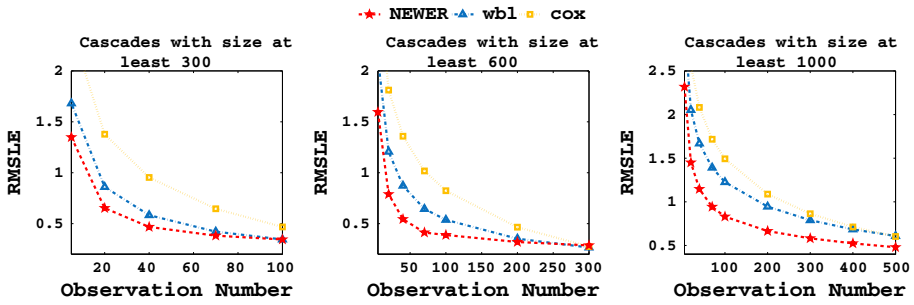 NEWER wbl cox
Cascades with size at
least 300
2
1.5
1
0.5
20 40 60 80 100
RMSLE
Observation Number
Cascades with size at
least 600
2
1.5
1
0.5
50 100 150 200 250 300
RMSLE
Observation Number
Cascades with size at
least 1000
2.5
2
1.5
1
0.5
100 200 300 400 500
RMSLE
Observation Number